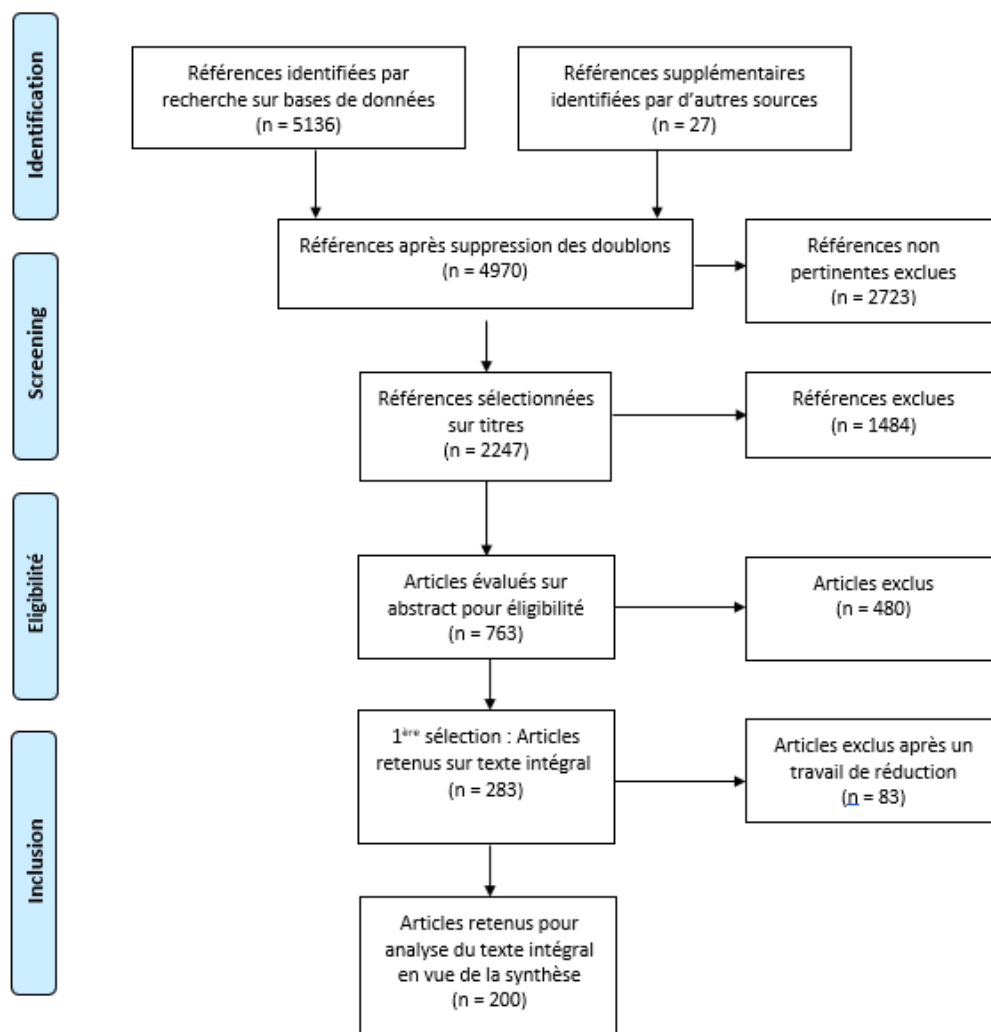 Identification
Références identifiées par
recherche sur bases de données
(n = 5136)
Références supplémentaires
identifiées par d'autres sources
(n = 27)
Références après suppression des doublons
(n = 4970)
Références non
pertinentes exclues
(n = 2723)
Screening
Références sélectionnées
sur titres
(n = 2247)
Références exclues
(n = 1484)
Eligibilité
Articles évalués sur
abstract pour éligibilité
(n = 763)
Articles exclus
(n = 480)
Inclusion
1ère sélection : Articles
retenus sur texte intégral
(n = 283)
Articles exclus après un
travail de réduction
(n = 83)
Articles retenus pour
analyse du texte intégral
en vue de la synthèse
(n = 200)